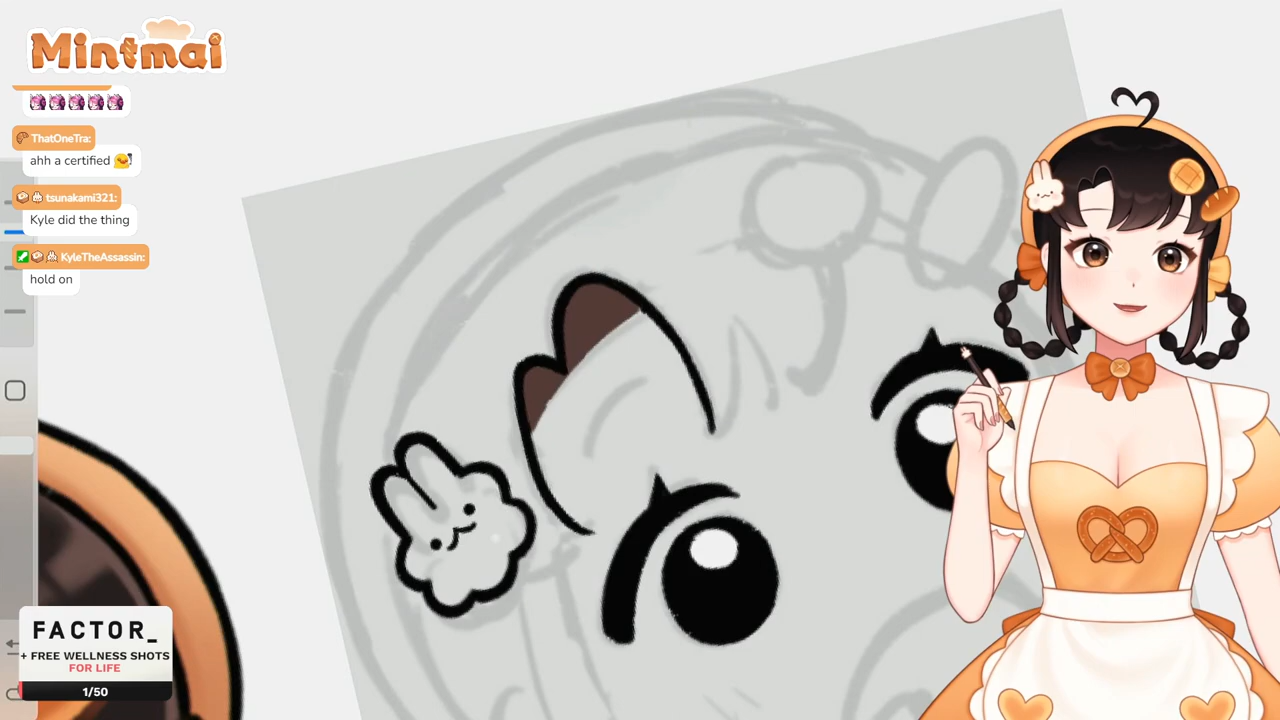 Mintmai
ThatOneTra:
ahh a certified
tsunakami321:
Kyle did the thing
KyleTheAssassin:
hold on
FACTOR_
+ FREE WELLNESS SHOTS
FOR LIFE
1/50